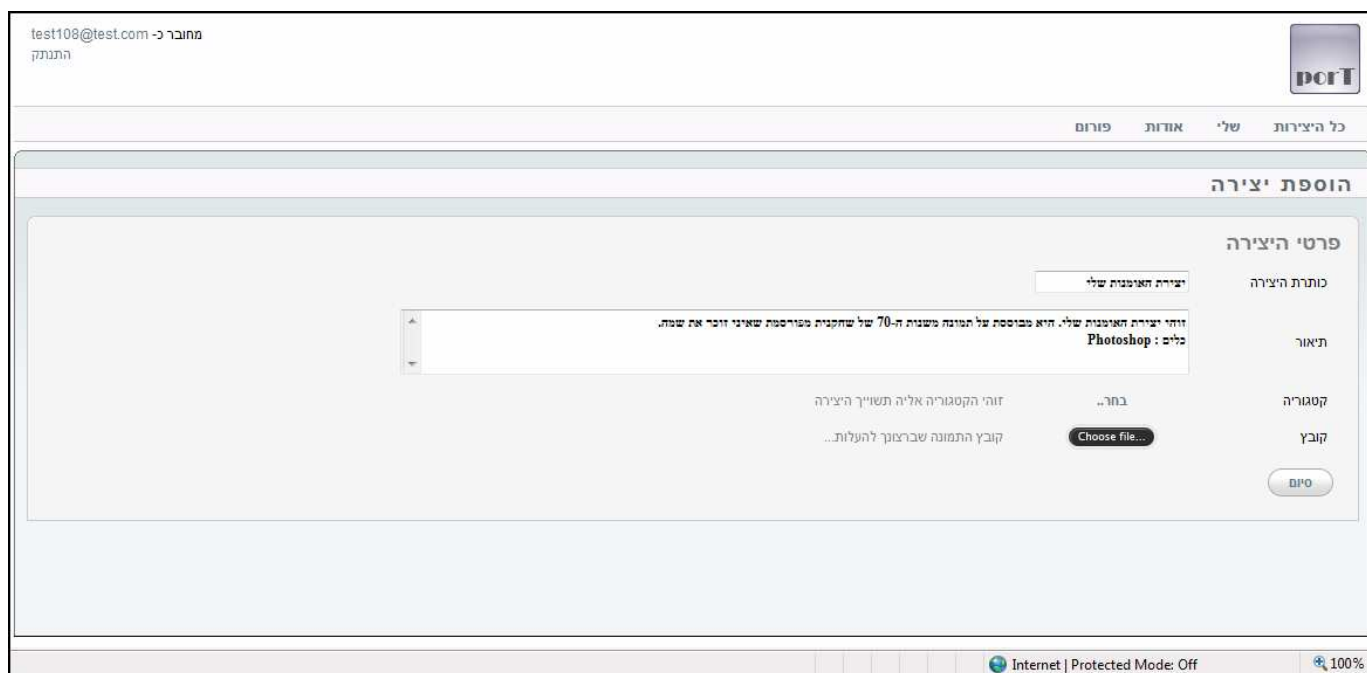 מחובר כ- test108@test.com
התנתק
porT
כל היצירות שלי אודות פורום
הוספת יצירה
פרטי היצירה
כותרת היצירה יצירת האומנות שלי
תיאור זוהי יצירת האומנות שלי. היא מבוססת על תמונה משנות ה-70 של שחקנית מפורסמת שאיני זוכר את שמה.
כלים : Photoshop
קטגוריה בחר.. זוהי הקטגוריה אליה תשוייך היצירה
קובץ Choose file... קובץ התמונה שברצונך להעלות...
סיום
Internet | Protected Mode: Off 100%